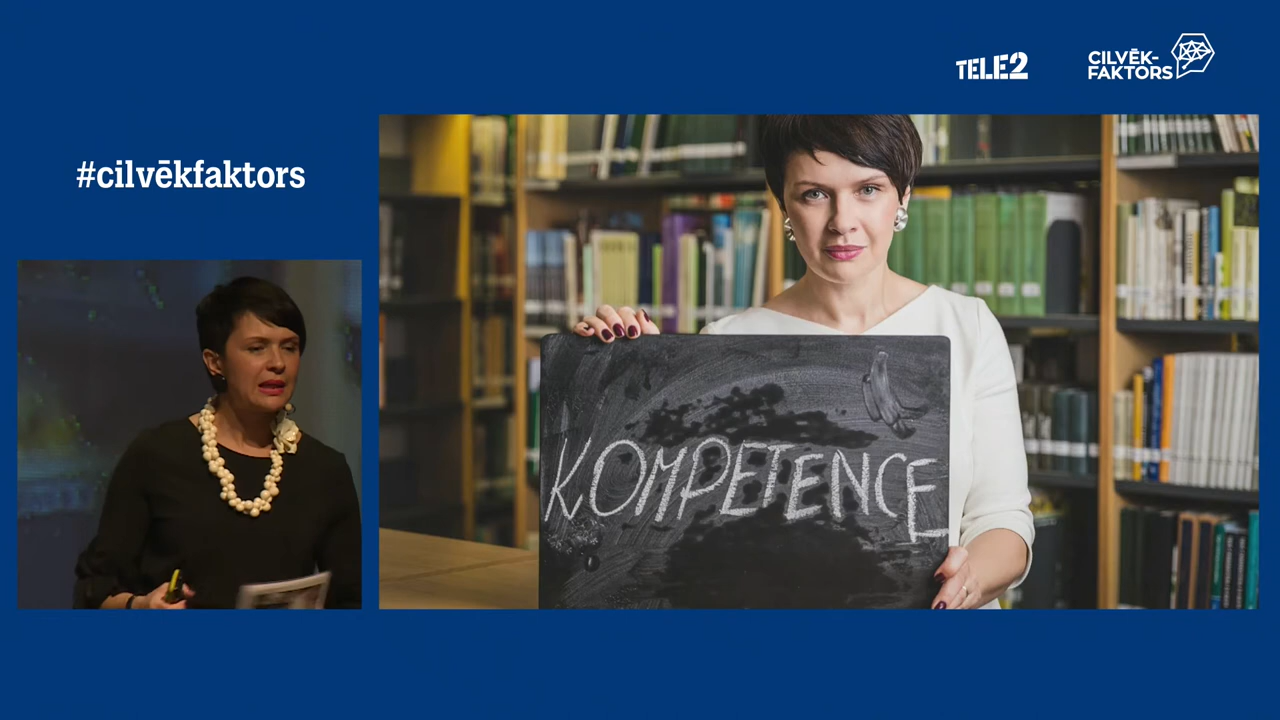 TELE2
CILVĒK-
FAKTORS
#cilvēkfaktors
KOMPETENCE